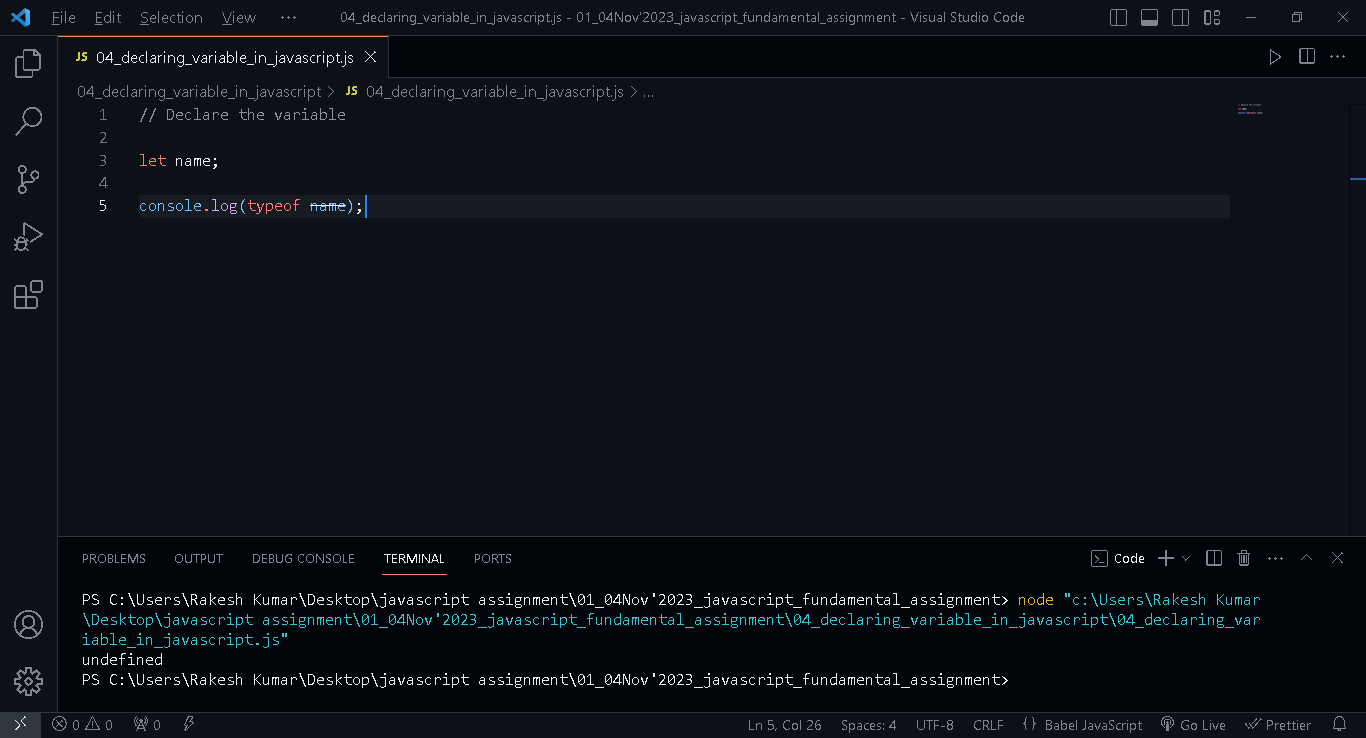 File Edit Selection View ··· 04_declaring_variable_in_javascript.js - 01_04Nov'2023_javascript_fundamental_assignment - Visual Studio Code
JS 04_declaring_variable_in_javascript.js
04_declaring_variable_in_javascript > JS 04_declaring_variable_in_javascript.js > ...
1 // Declare the variable
2
3 let name;
4
5 console.log(typeof name);
PROBLEMS OUTPUT DEBUG CONSOLE TERMINAL PORTS Code
PS C:\Users\Rakesh Kumar\Desktop\javascript assignment\01_04Nov'2023_javascript_fundamental_assignment> node "c:\Users\Rakesh Kumar
\Desktop\javascript assignment\01_04Nov'2023_javascript_fundamental_assignment\04_declaring_variable_in_javascript\04_declaring_var
iable_in_javascript.js"
undefined
PS C:\Users\Rakesh Kumar\Desktop\javascript assignment\01_04Nov'2023_javascript_fundamental_assignment>
0 0 0 Ln 5, Col 26 Spaces: 4 UTF-8 CRLF {} Babel JavaScript Go Live Prettier